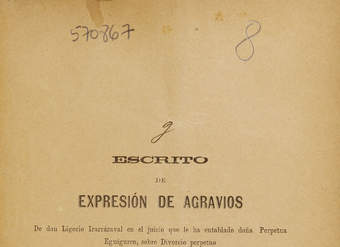 570867
8
g
ESCRITO
DE
EXPRESIÓN DE AGRAVIOS
De don Ligorio Irarrázaval en el juicio que le ha entablado doña Perpetua
Eguiguren, sobre Divorcio perpetuo